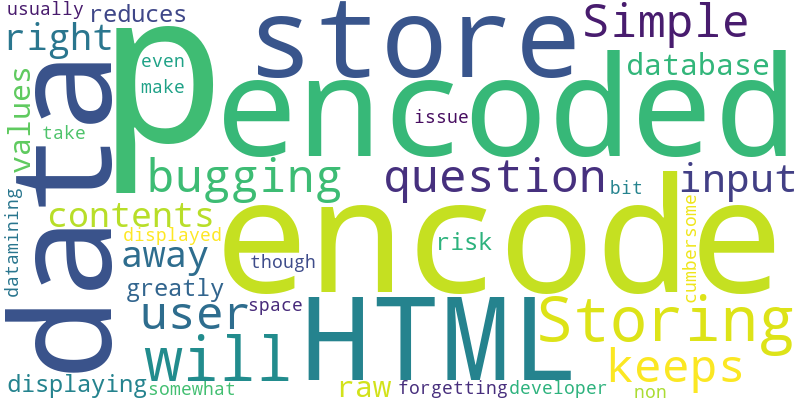 usually
reduces
right
p
store
Simple
even
make
database
values
take
data
encoded
issue
bugging
question
bit
input
datamining
contents
displayed
encode
risk
cumbersome
away
though
greatly
user
space
HTML
Storing
will
keeps
displaying
somewhat
raw
forgetting
developer
non